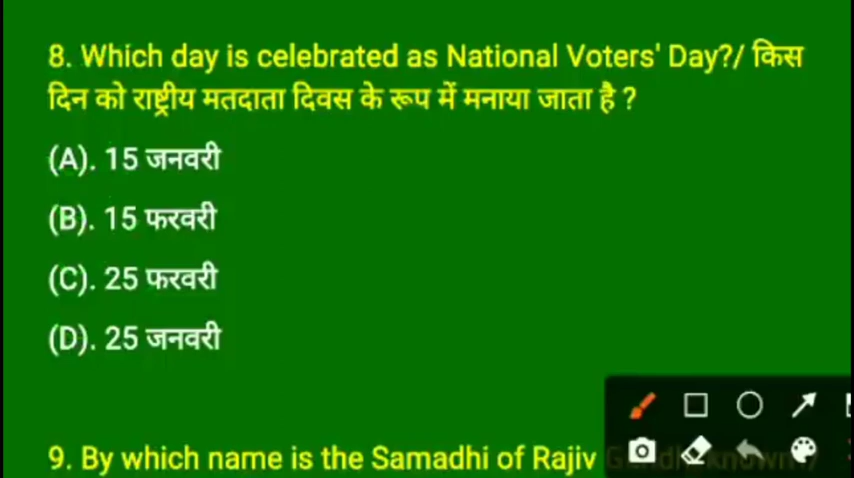 8. Which day is celebrated as National Voters' Day?/ किस
दिन को राष्ट्रीय मतदाता दिवस के रूप में मनाया जाता है ?
(A). 15 जनवरी
(B). 15 फरवरी
(C). 25 फरवरी
(D). 25 जनवरी
9. By which name is the Samadhi of Rajiv